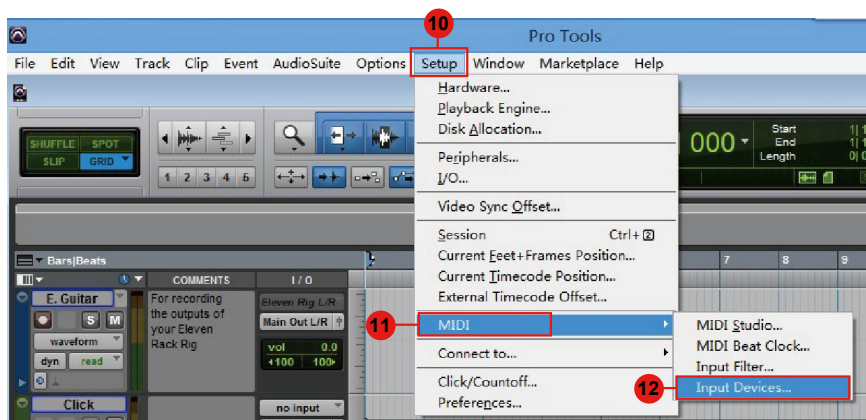 10
Pro Tools
File Edit View Track Clip Event AudioSuite Options Setup Window Marketplace Help
Hardware...
Playback Engine...
Disk Allocation...
Peripherals...
I/O...
Video Sync Offset...
Session Ctrl+2
Current Feet+Frames Position...
Current Timecode Position...
External Timecode Offset...
11 MIDI
Connect to...
Click/Countoff...
Preferences...
MIDI Studio...
MIDI Beat Clock...
Input Filter...
12 Input Devices...
SHUFFLE SPOT
SLIP GRID
1 2 3 4 5
000
Start
End
Length
Bars|Beats
7 8 9
COMMENTS I / O
E. Guitar
S M
waveform
dyn read
For recording
the outputs of
your Eleven
Rack Rig
Eleven Rig L/R
Main Out L/R
vol 0.0
100 100
Click
no input